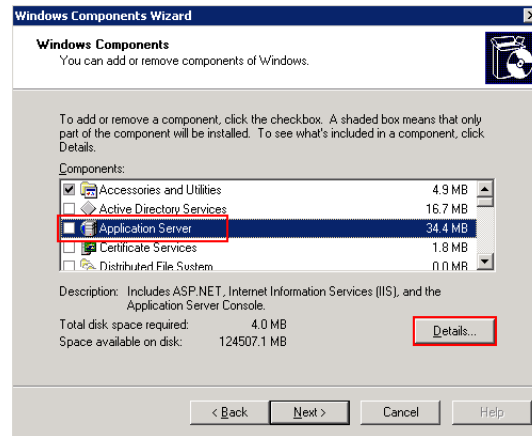 Windows Components Wizard
Windows Components
You can add or remove components of Windows.
To add or remove a component, click the checkbox. A shaded box means that only
part of the component will be installed. To see what's included in a component, click
Details.
Components:
Accessories and Utilities 4.9 MB
Active Directory Services 16.7 MB
Application Server 34.4 MB
Certificate Services 1.8 MB
Distributed File System 0.0 MB
Description: Includes ASP.NET, Internet Information Services (IIS), and the
Application Server Console.
Total disk space required: 4.0 MB
Space available on disk: 124507.1 MB
Details...
< Back Next > Cancel Help